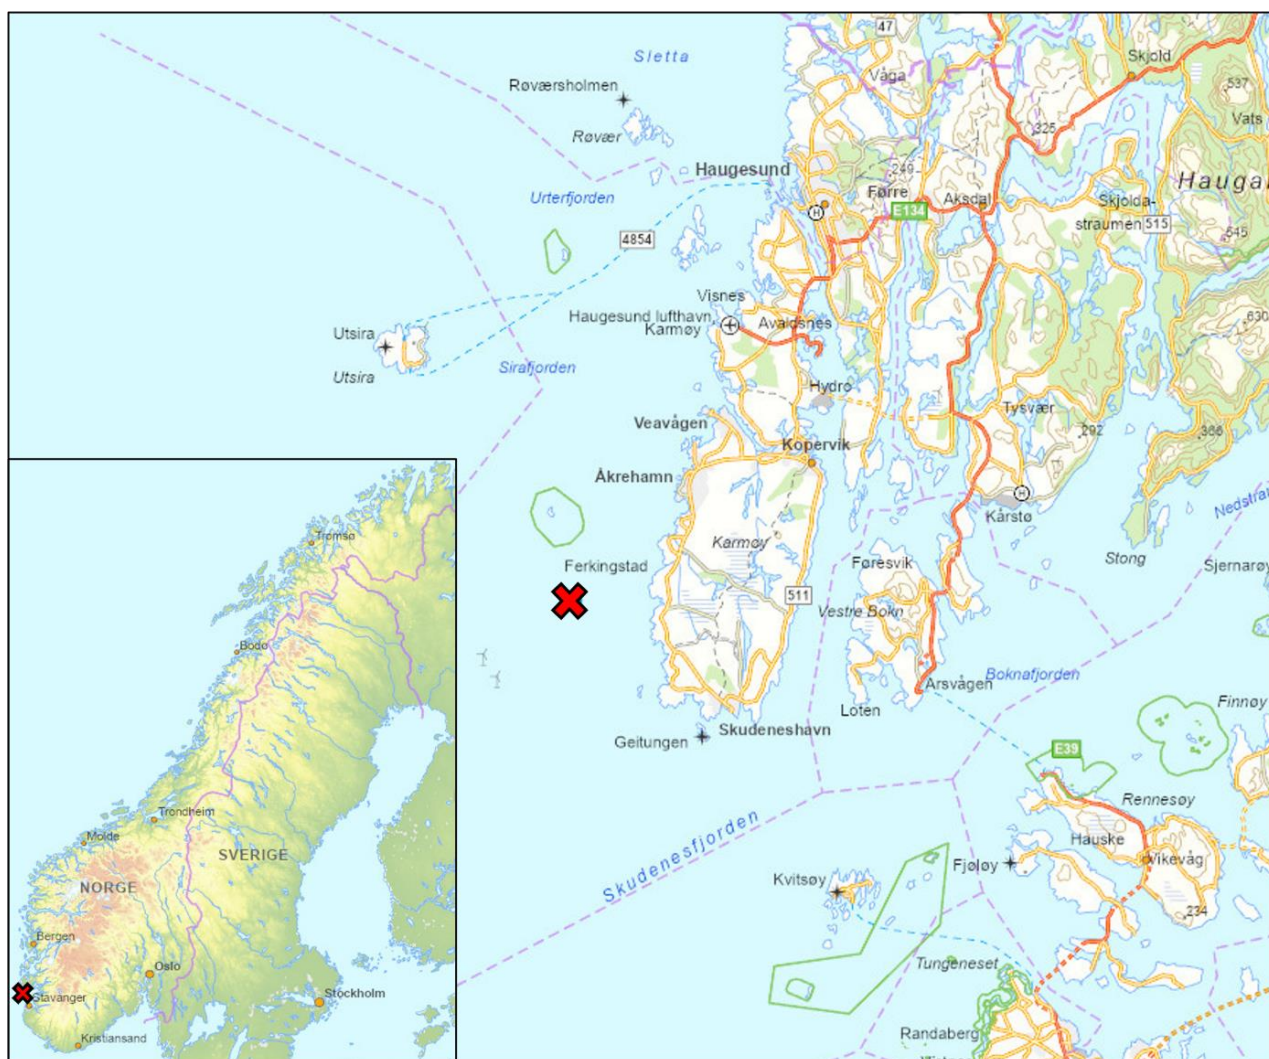 47
Sletta
Skjold
Røværsholmen
Våga
537
Røvær
325
Vats
Haugesund
249
Førre
Urterfjorden
E134
Aksdal
Skjolda-
straumen
515
4854
545
Visnes
Haugesund lufthavn
Karmøy
Avaldsnes
630
Utsira
Utsira
Sirafjorden
Hydro
Tysvær
Veavågen
292
366
Kopervik
Åkrehamn
Kårstø
Karmøy
Stong
Ferkingstad
Føresvik
Sjernarøy
511
Vestre Bokn
Boknafjorden
Arsvågen
Finnøy
Loten
Geitungen
Skudeneshavn
E39
Rennesøy
Skudenesfjorden
Hauske
Vikevåg
Fjøløy
Kvitsøy
234
Tungeneset
Randaberg
Tromsø
Bodø
Trondheim
Molde
SVERIGE
NORGE
Bergen
Oslo
Stavanger
Stockholm
Kristiansand